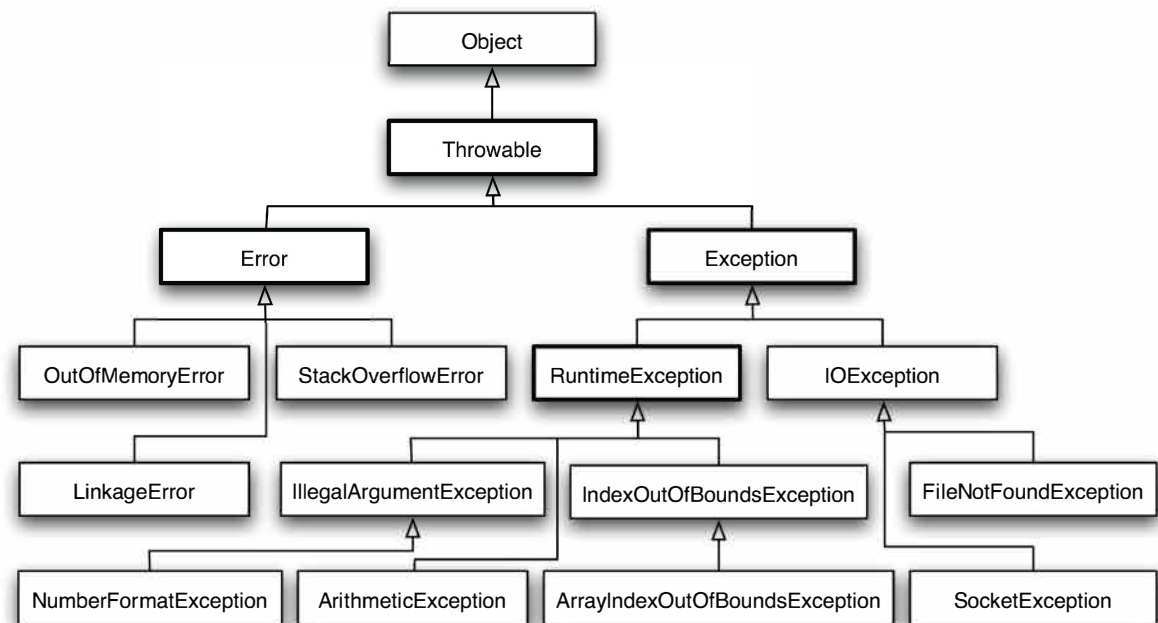 Object
Throwable
Error
Exception
OutOfMemoryError
StackOverflowError
RuntimeException
IOException
LinkageError
IllegalArgumentException
IndexOutOfBoundsException
FileNotFoundException
NumberFormatException
ArithmeticException
ArrayIndexOutOfBoundsException
SocketException